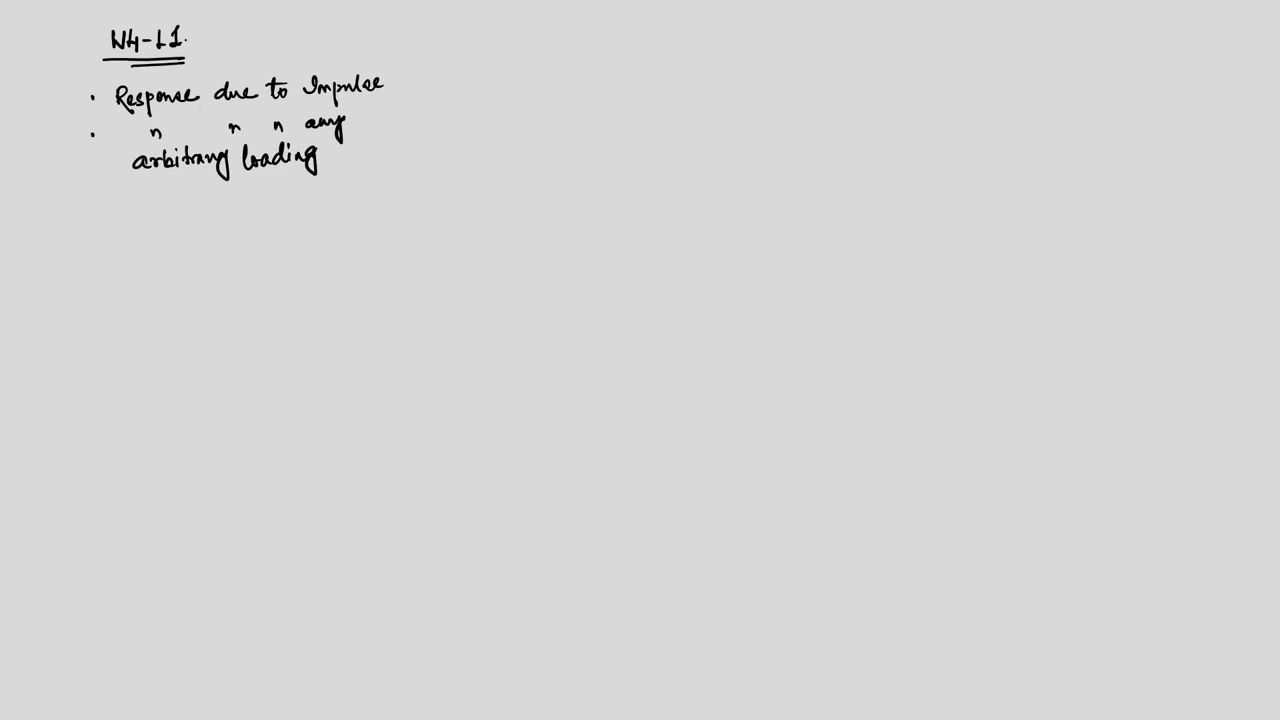 W4-L1.
• Response due to Impulse
• " " " any
arbitrary loading